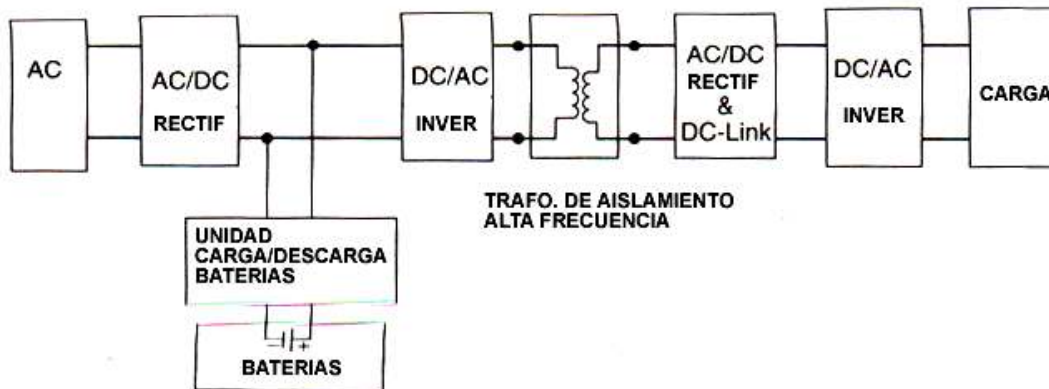 AC
AC/DC
RECTIF
DC/AC
INVER
AC/DC
RECTIF
&
DC-Link
DC/AC
INVER
CARGA
TRAFO. DE AISLAMIENTO
ALTA FRECUENCIA
UNIDAD
CARGA/DESCARGA
BATERIAS
- +
BATERIAS